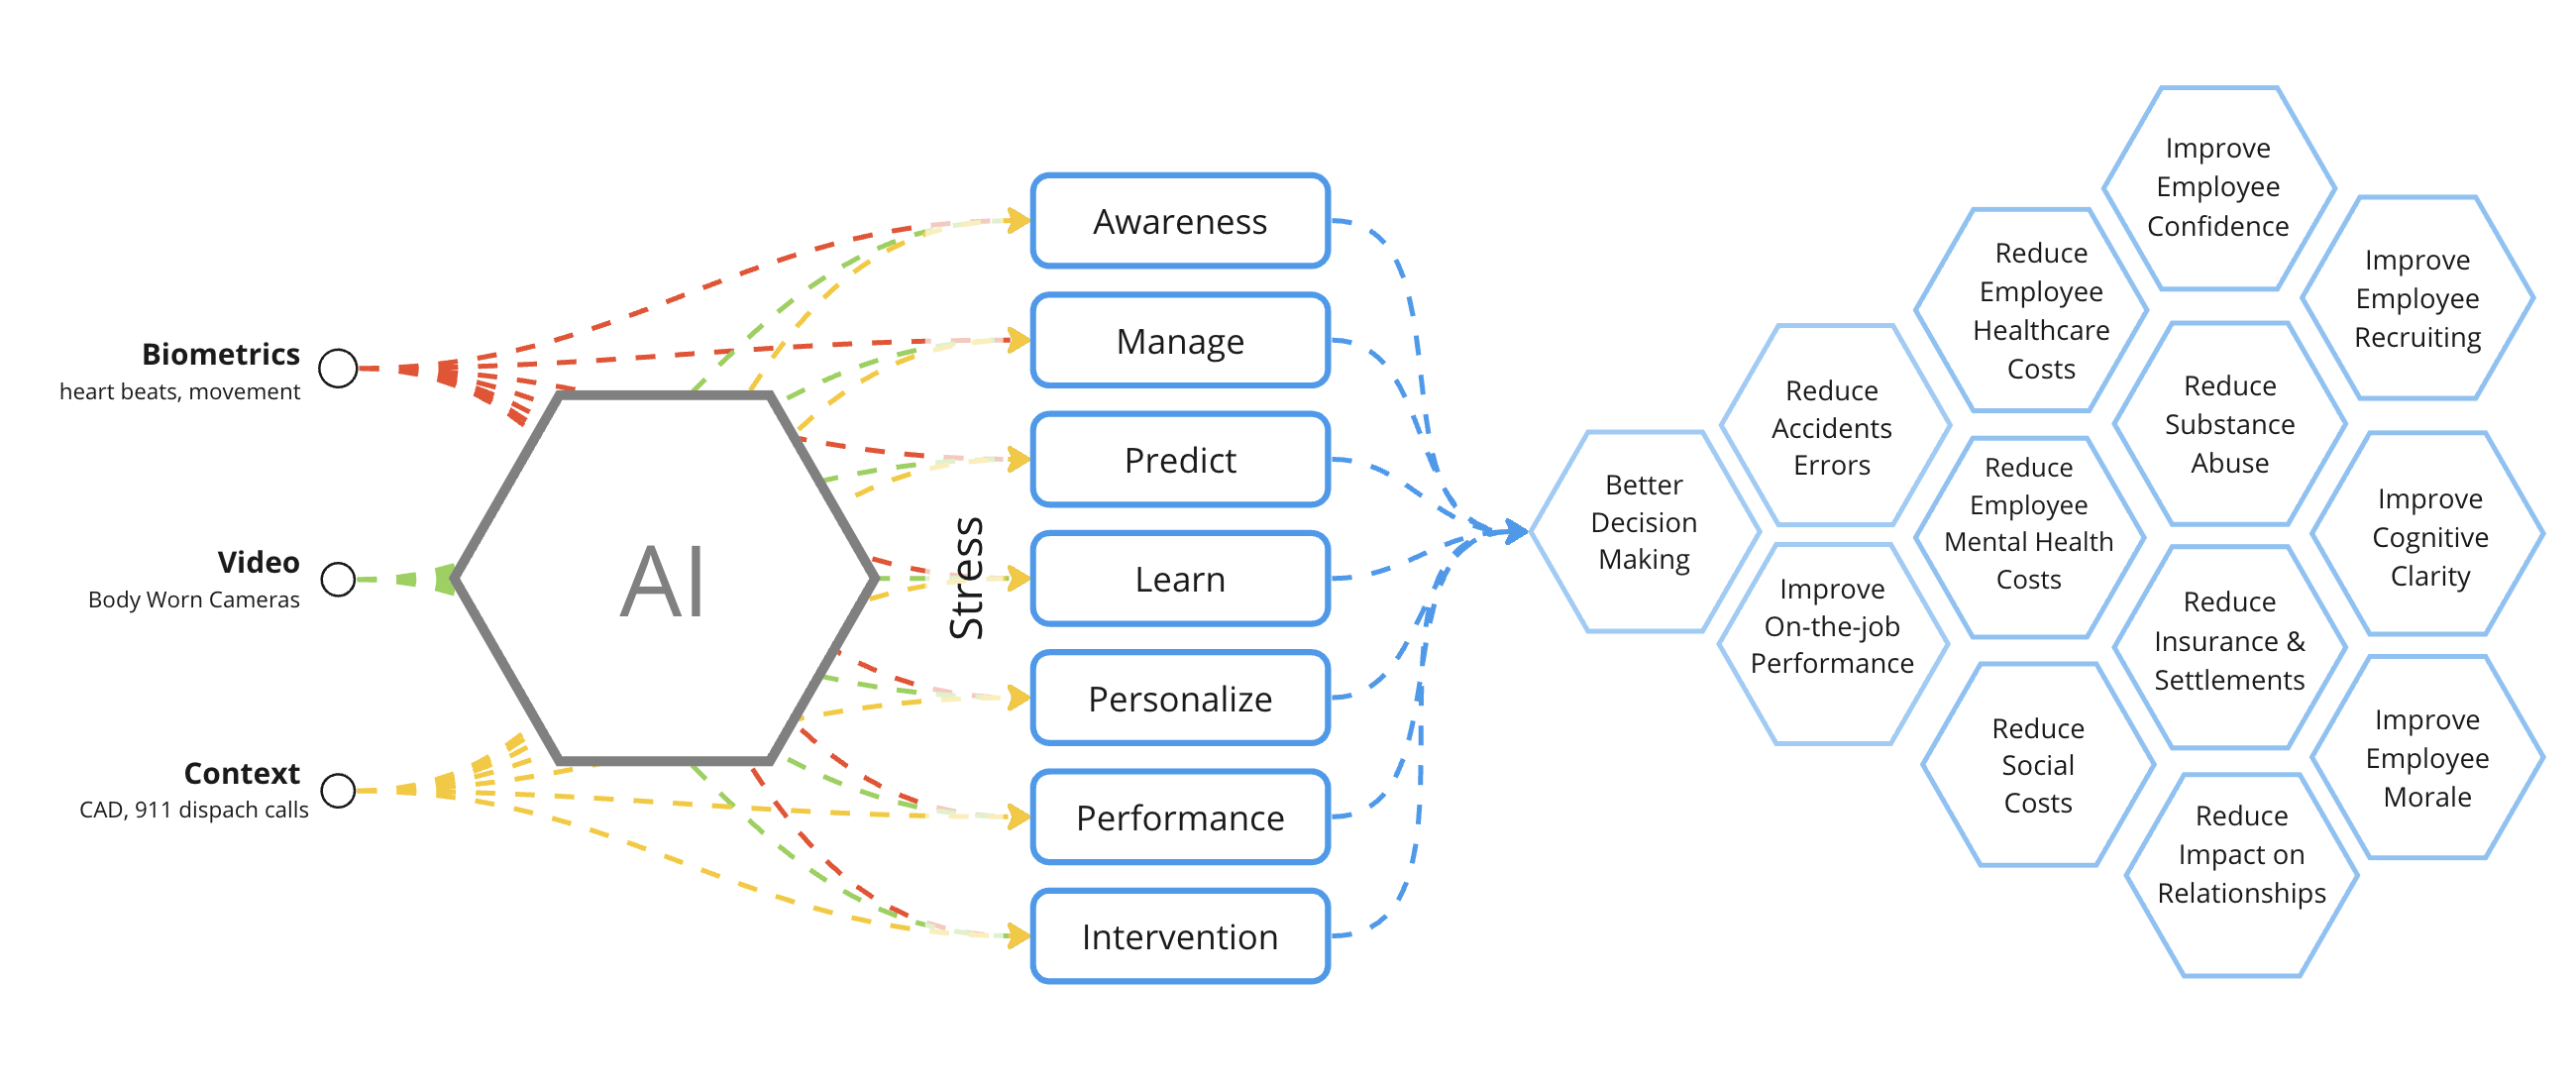 Biometrics
heart beats, movement
Video
Body Worn Cameras
Context
CAD, 911 dispach calls
AI
Stress
Awareness
Manage
Predict
Learn
Personalize
Performance
Intervention
Better
Decision
Making
Reduce
Accidents
Errors
Improve
On-the-job
Performance
Reduce
Employee
Healthcare
Costs
Reduce
Employee
Mental Health
Costs
Reduce
Social
Costs
Improve
Employee
Confidence
Reduce
Substance
Abuse
Reduce
Insurance &
Settlements
Reduce
Impact on
Relationships
Improve
Employee
Recruiting
Improve
Cognitive
Clarity
Improve
Employee
Morale